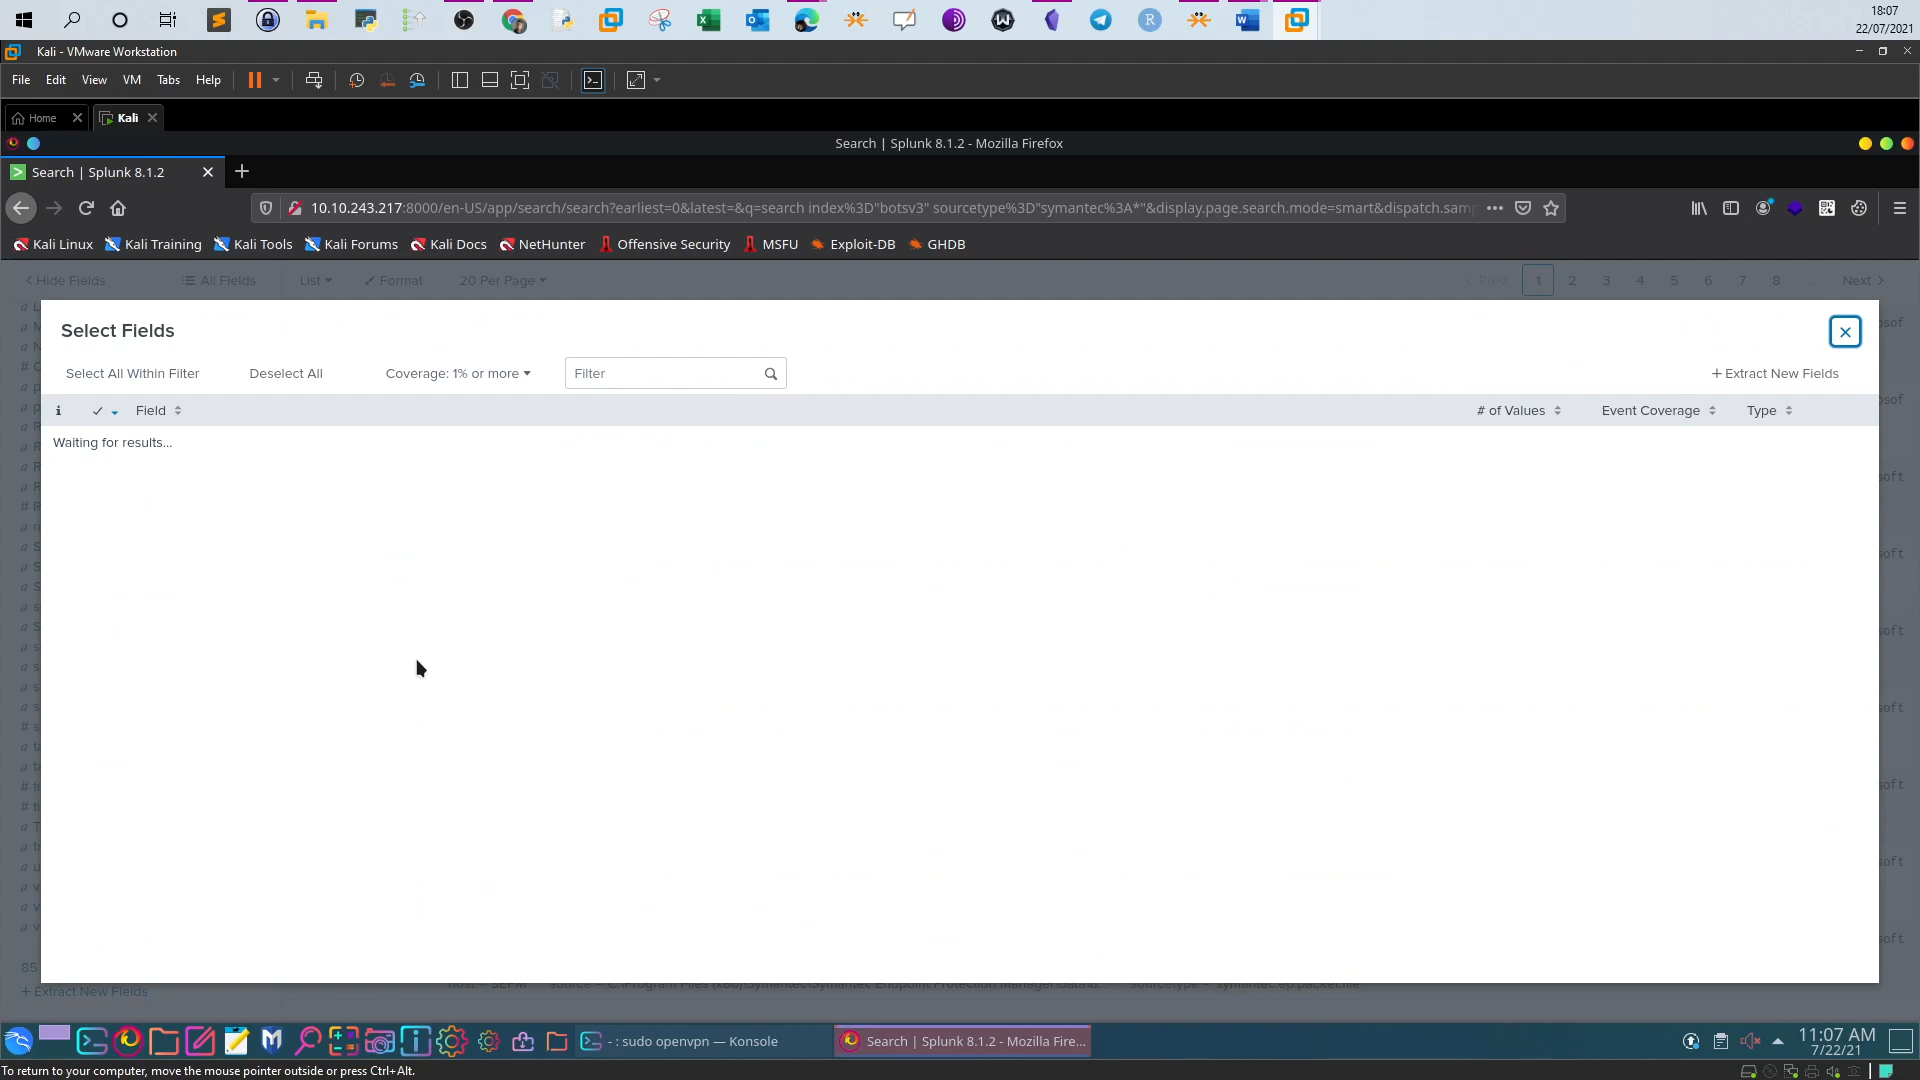 18:07
22/07/2021
Kali - VMware Workstation
File Edit View VM Tabs Help
Home Kali
Search | Splunk 8.1.2 - Mozilla Firefox
Search | Splunk 8.1.2
10.10.243.217:8000/en-US/app/search/search?earliest=0&latest=&q=search index%3D"botsv3" sourcetype%3D"symantec%3A*"&display.page.search.mode=smart&dispatch.samp
Kali Linux Kali Training Kali Tools Kali Forums Kali Docs NetHunter Offensive Security MSFU Exploit-DB GHDB
Hide Fields All Fields List Format 20 Per Page Prev 1 2 3 4 5 6 7 8 Next
Select Fields
Select All Within Filter Deselect All Coverage: 1% or more Filter + Extract New Fields
i Field # of Values Event Coverage Type
Waiting for results...
85
+ Extract New Fields
- : sudo openvpn — Konsole Search | Splunk 8.1.2 - Mozilla Fire...
11:07 AM
7/22/21
To return to your computer, move the mouse pointer outside or press Ctrl+Alt.